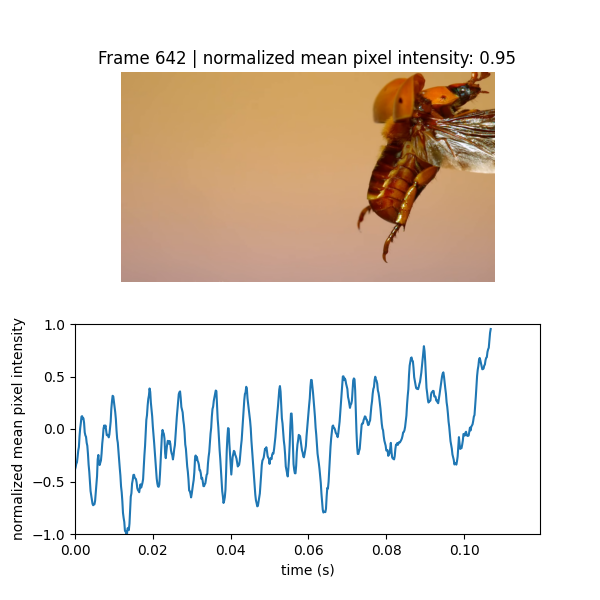 Frame 642 | normalized mean pixel intensity: 0.95
normalized mean pixel intensity
1.0
0.5
0.0
−0.5
−1.0
0.00 0.02 0.04 0.06 0.08 0.10
time (s)